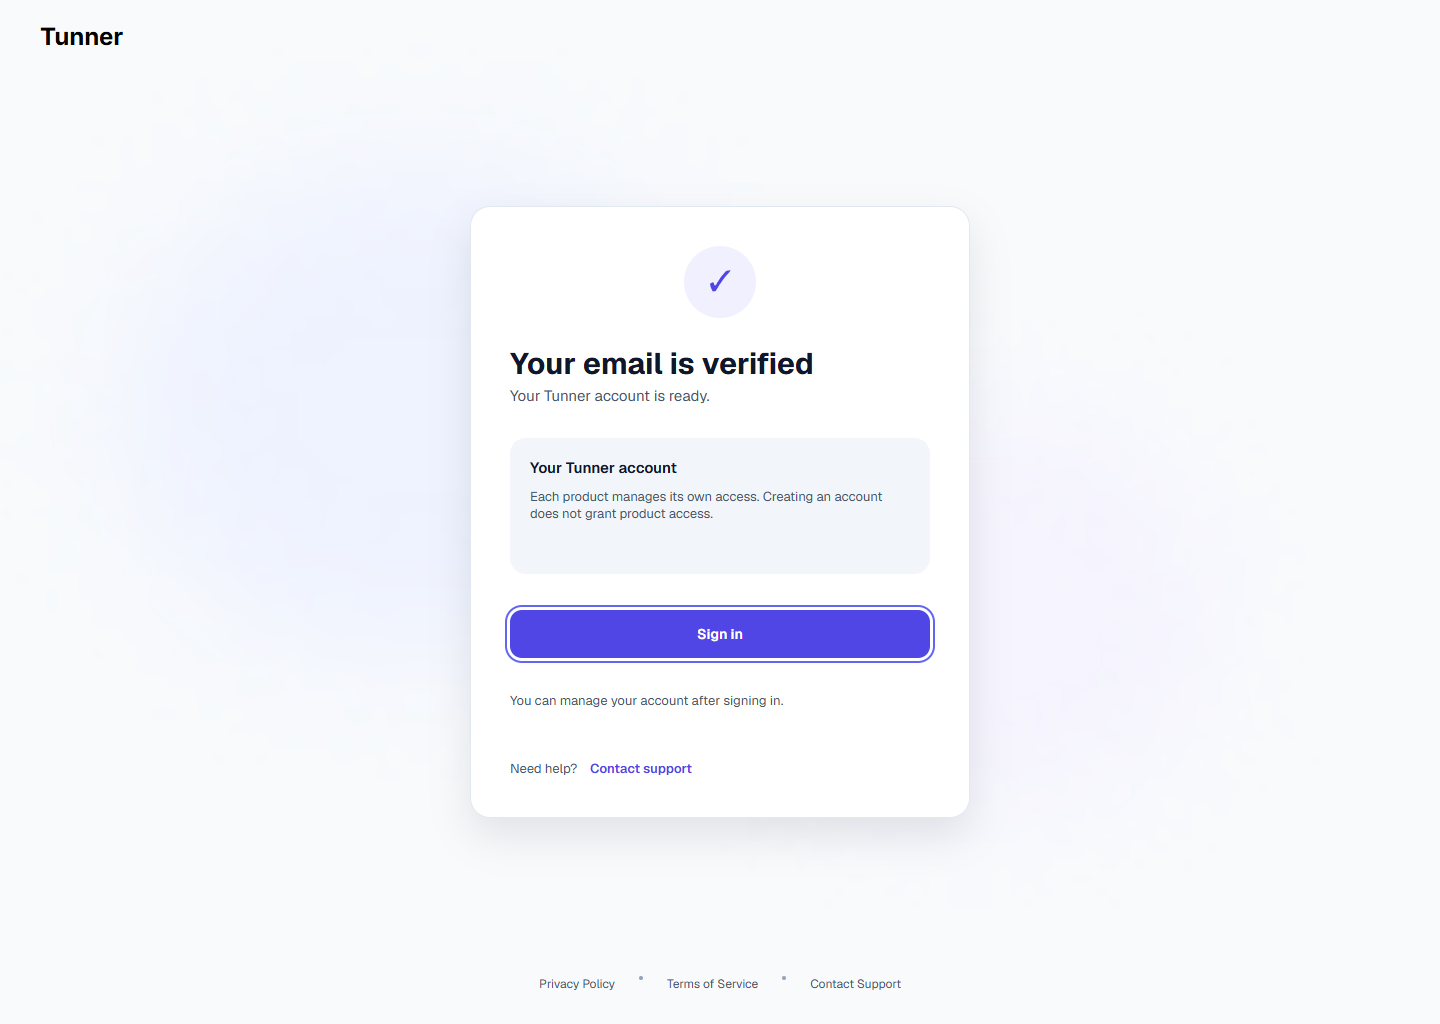 Tunner
✓
Your email is verified
Your Tunner account is ready.
Your Tunner account
Each product manages its own access. Creating an account
does not grant product access.
Sign in
You can manage your account after signing in.
Need help? Contact support
Privacy Policy • Terms of Service • Contact Support